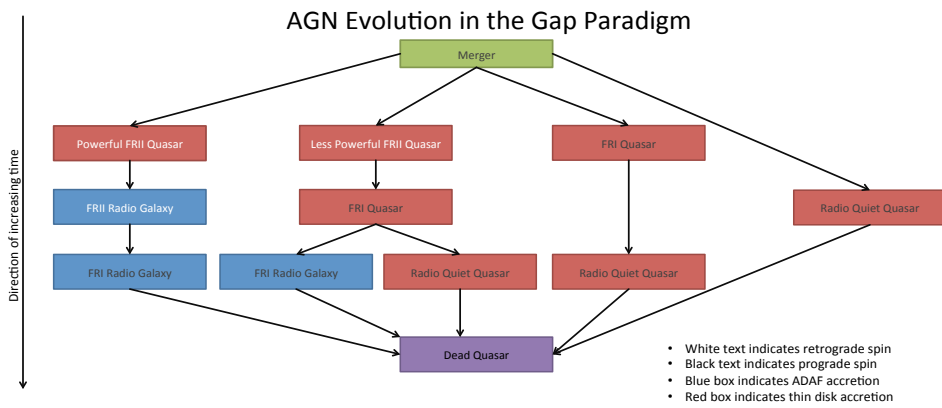 AGN Evolution in the Gap Paradigm
Merger
Powerful FRII Quasar
Less Powerful FRII Quasar
FRI Quasar
FRII Radio Galaxy
FRI Quasar
Radio Quiet Quasar
FRI Radio Galaxy
FRI Radio Galaxy
Radio Quiet Quasar
Radio Quiet Quasar
Dead Quasar
Direction of increasing time
• White text indicates retrograde spin
• Black text indicates prograde spin
• Blue box indicates ADAF accretion
• Red box indicates thin disk accretion